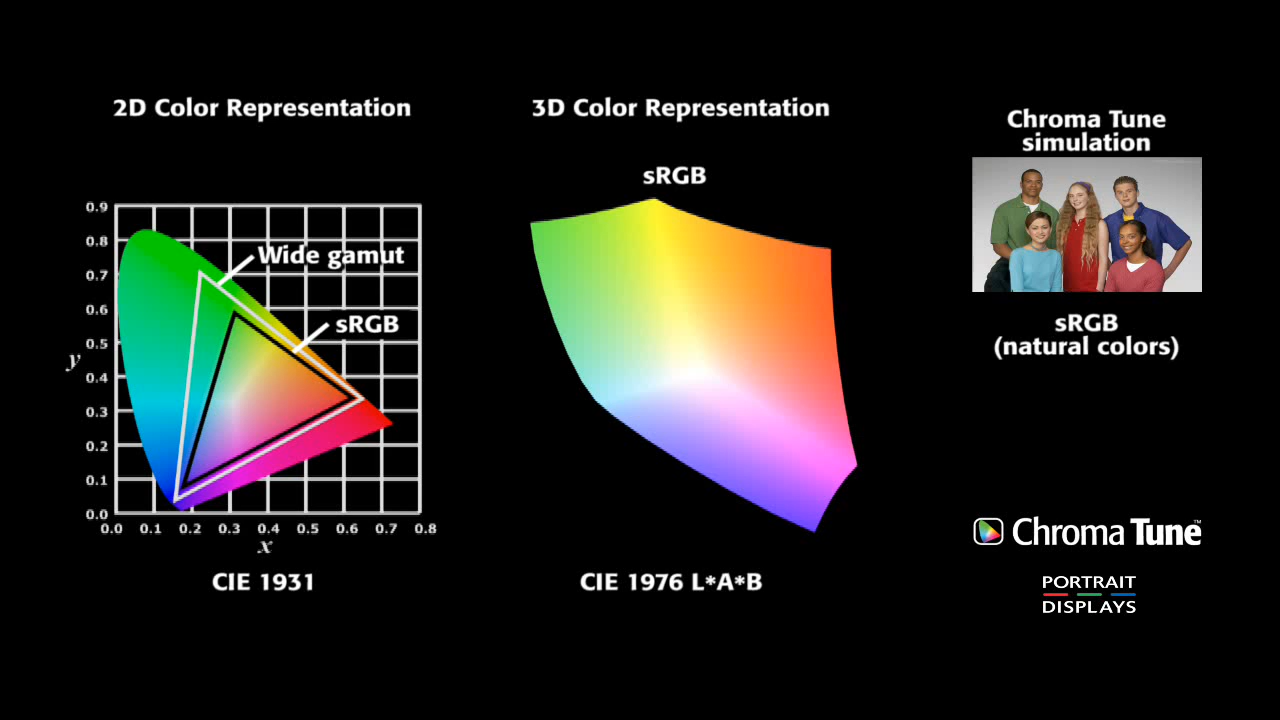 2D Color Representation
3D Color Representation
Chroma Tune
simulation
sRGB
0.9
0.8
0.7
0.6
0.5
0.4
0.3
0.2
0.1
0.0
y
Wide gamut
sRGB
0.0 0.1 0.2 0.3 0.4 0.5 0.6 0.7 0.8
x
CIE 1931
CIE 1976 L*A*B
sRGB
(natural colors)
Chroma Tune™
PORTRAIT
DISPLAYS